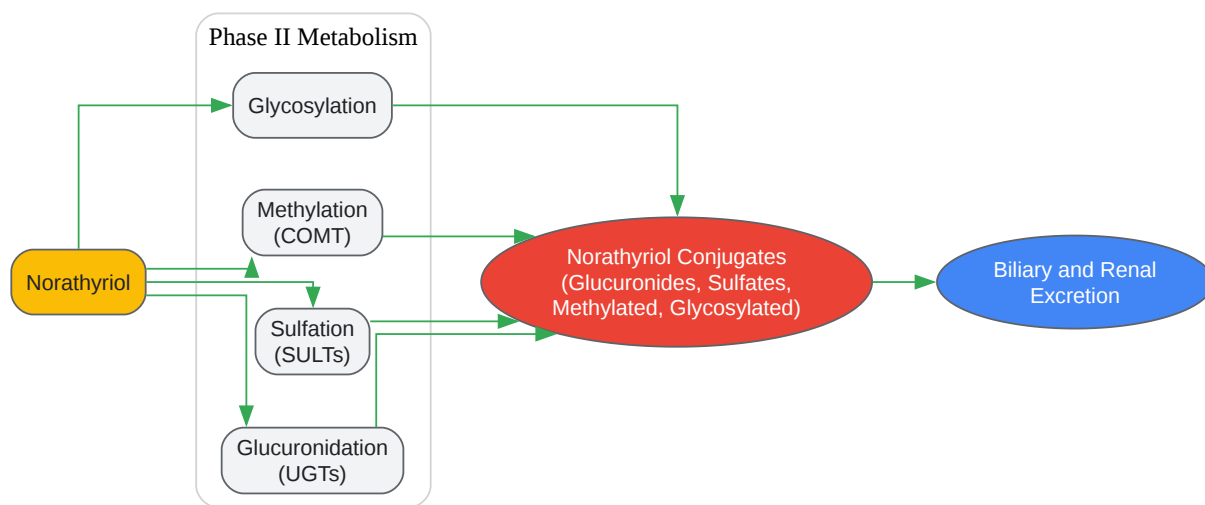 Phase II Metabolism
Glycosylation
Methylation
(COMT)
Norathyriol
Sulfation
(SULTs)
Glucuronidation
(UGTs)
Norathyriol Conjugates
(Glucuronides, Sulfates,
Methylated, Glycosylated)
Biliary and Renal
Excretion